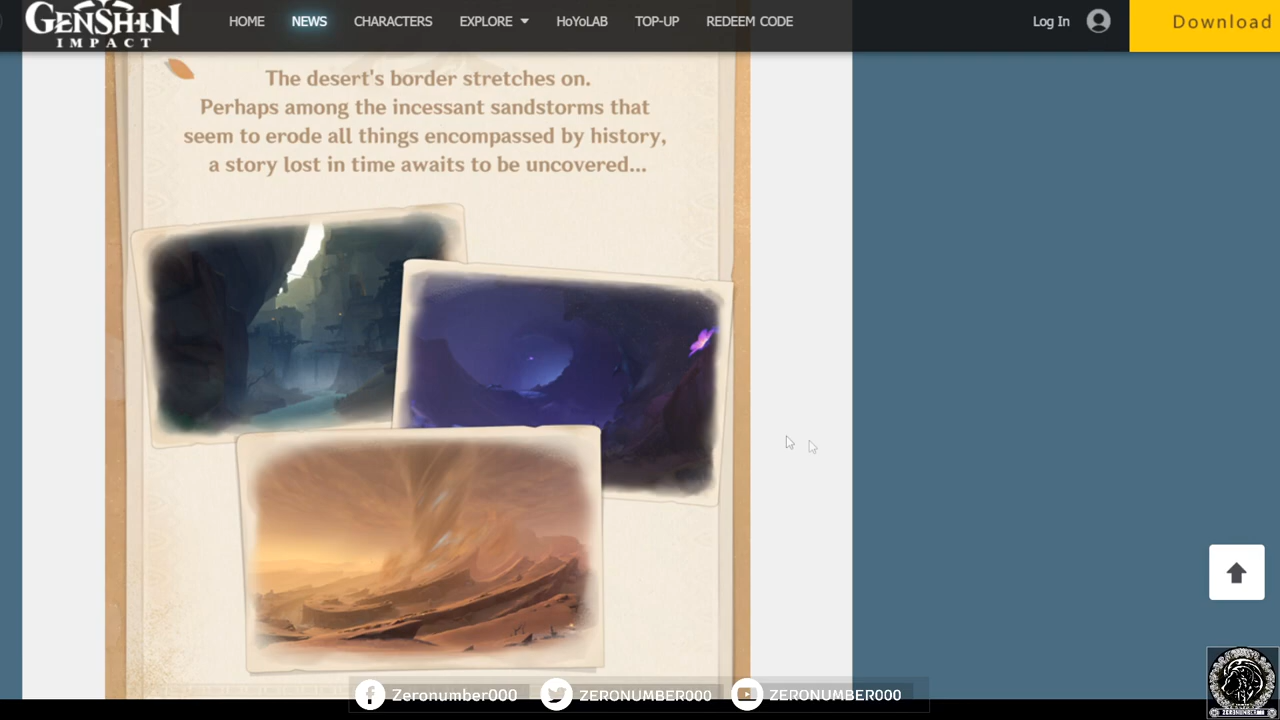 GENSHIN
IMPACT
HOME NEWS CHARACTERS EXPLORE HoYoLAB TOP-UP REDEEM CODE Log In Download
The desert's border stretches on.
Perhaps among the incessant sandstorms that
seem to erode all things encompassed by history,
a story lost in time awaits to be uncovered...
Zeronumber000 ZERONUMBER000 ZERONUMBER000
ZERONUMBER000